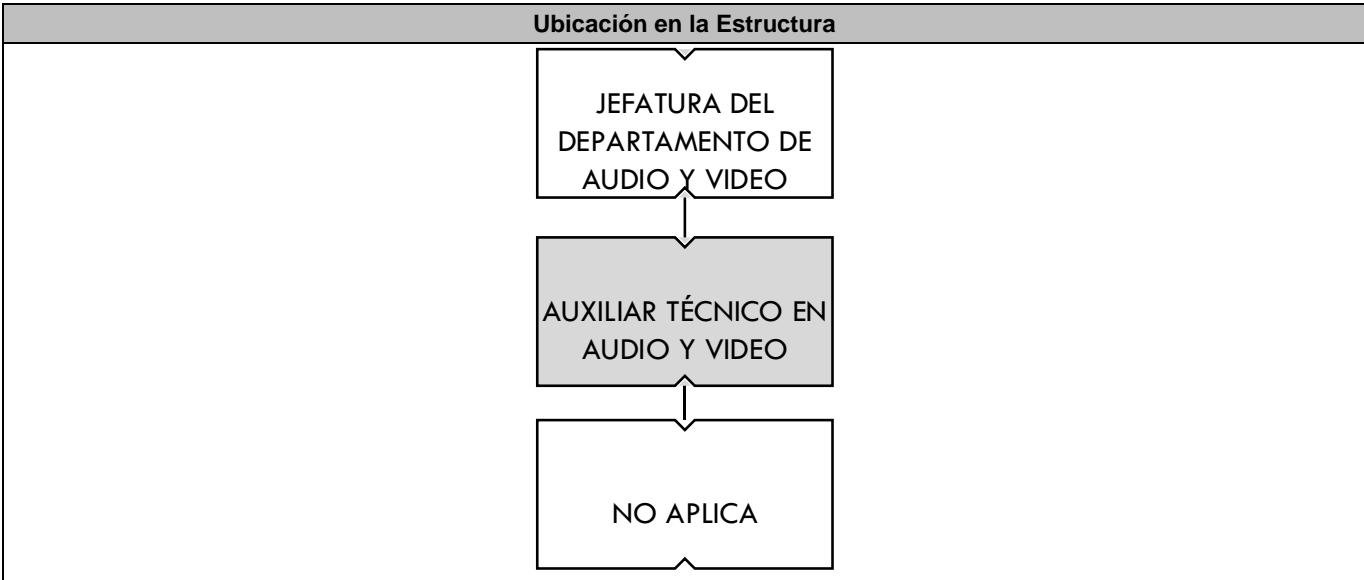 Ubicación en la Estructura
JEFATURA DEL
DEPARTAMENTO DE
AUDIO Y VIDEO
AUXILIAR TÉCNICO EN
AUDIO Y VIDEO
NO APLICA